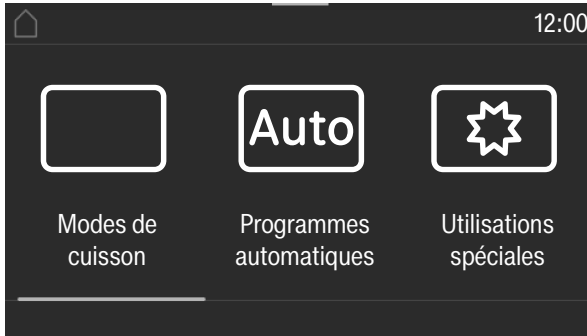 12:00
Auto
Modes de
cuisson
Programmes
automatiques
Utilisations
spéciales